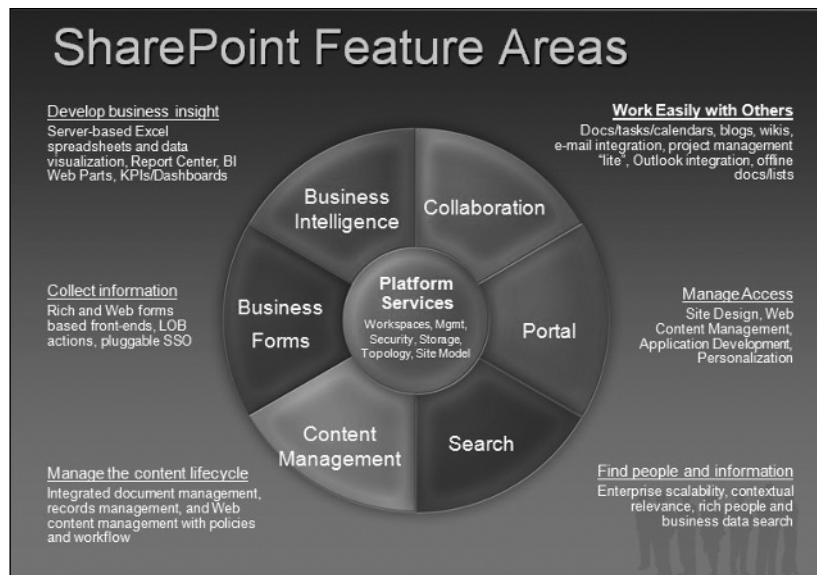 SharePoint Feature Areas
Develop business insight
Server-based Excel
spreadsheets and data
visualization, Report Center, BI
Web Parts, KPIs/Dashboards
Work Easily with Others
Docs/tasks/calendars, blogs, wikis,
e-mail integration, project management
“lite”, Outlook integration, offline
docs/lists
Business
Intelligence
Collaboration
Collect information
Rich and Web forms
based front-ends, LOB
actions, pluggable SSO
Business
Forms
Platform
Services
Workspaces, Mgmt,
Security, Storage,
Topology, Site Model
Portal
Manage Access
Site Design, Web
Content Management,
Application Development,
Personalization
Content
Management
Search
Manage the content lifecycle
Integrated document management,
records management, and Web
content management with policies
and workflow
Find people and information
Enterprise scalability, contextual
relevance, rich people and
business data search